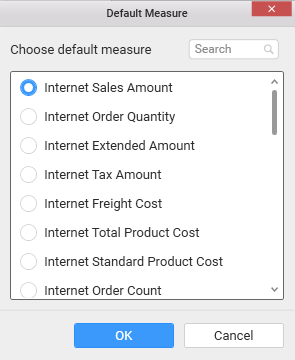 Default Measure
Choose default measure
Search
Internet Sales Amount
Internet Order Quantity
Internet Extended Amount
Internet Tax Amount
Internet Freight Cost
Internet Total Product Cost
Internet Standard Product Cost
Internet Order Count
OK
Cancel